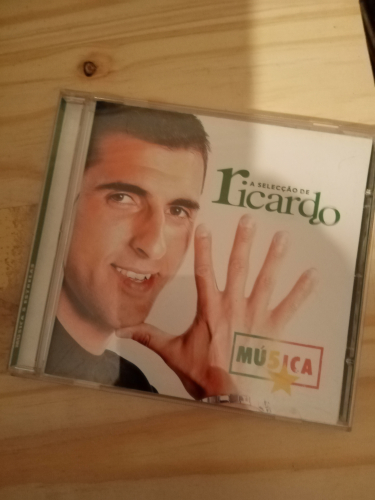 A SELECÇÃO DE
Ricardo
MÚSICA